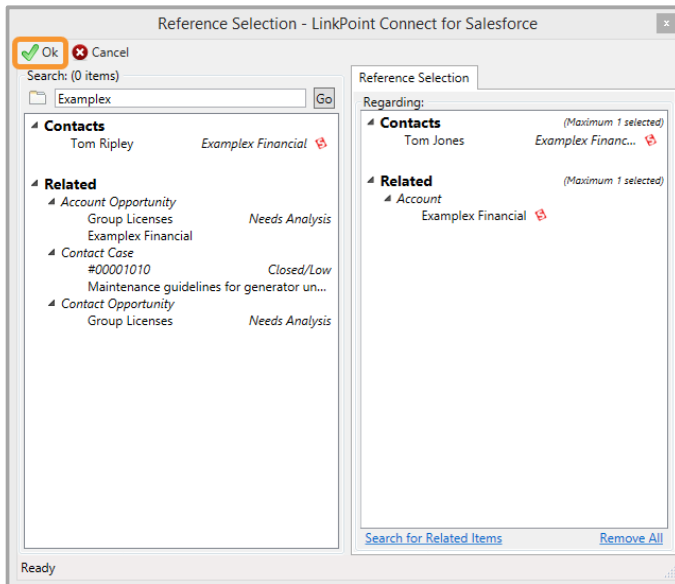 Reference Selection - LinkPoint Connect for Salesforce x
Ok Cancel
Search: (0 items)
Examplex Go
Contacts
Tom Ripley Examplex Financial
Related
Account Opportunity
Group Licenses Needs Analysis
Examplex Financial
Contact Case
#00001010 Closed/Low
Maintenance guidelines for generator un...
Contact Opportunity
Group Licenses Needs Analysis
Reference Selection
Regarding:
Contacts (Maximum 1 selected)
Tom Jones Examplex Financ...
Related (Maximum 1 selected)
Account
Examplex Financial
Search for Related Items Remove All
Ready